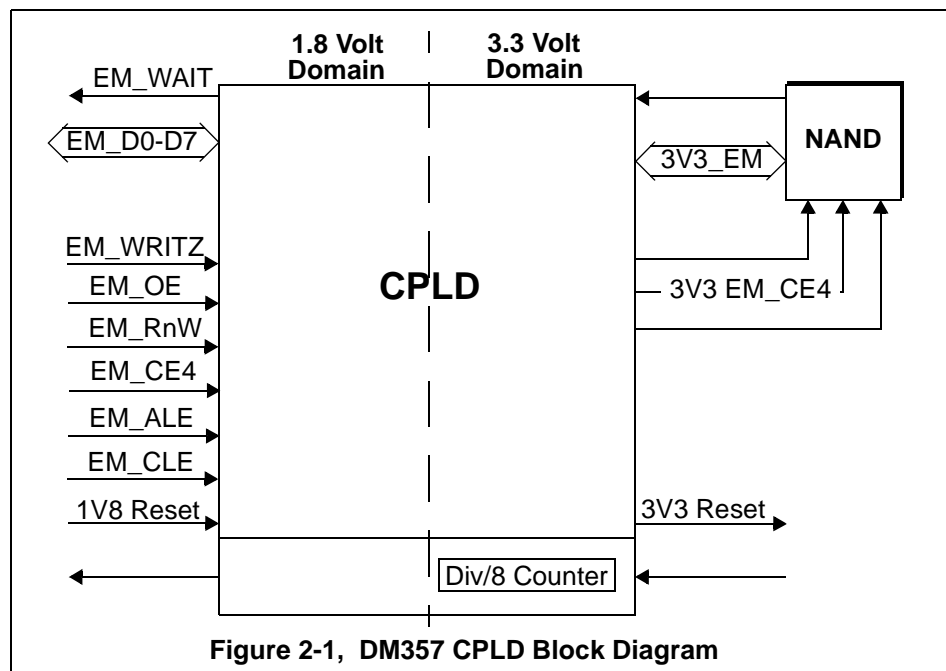 1.8 Volt Domain
3.3 Volt Domain
EM_WAIT
EM_D0-D7
3V3_EM
NAND
EM_WRITZ
EM_OE
CPLD
3V3 EM_CE4
EM_RnW
EM_CE4
EM_ALE
EM_CLE
1V8 Reset
3V3 Reset
Div/8 Counter
Figure 2-1, DM357 CPLD Block Diagram